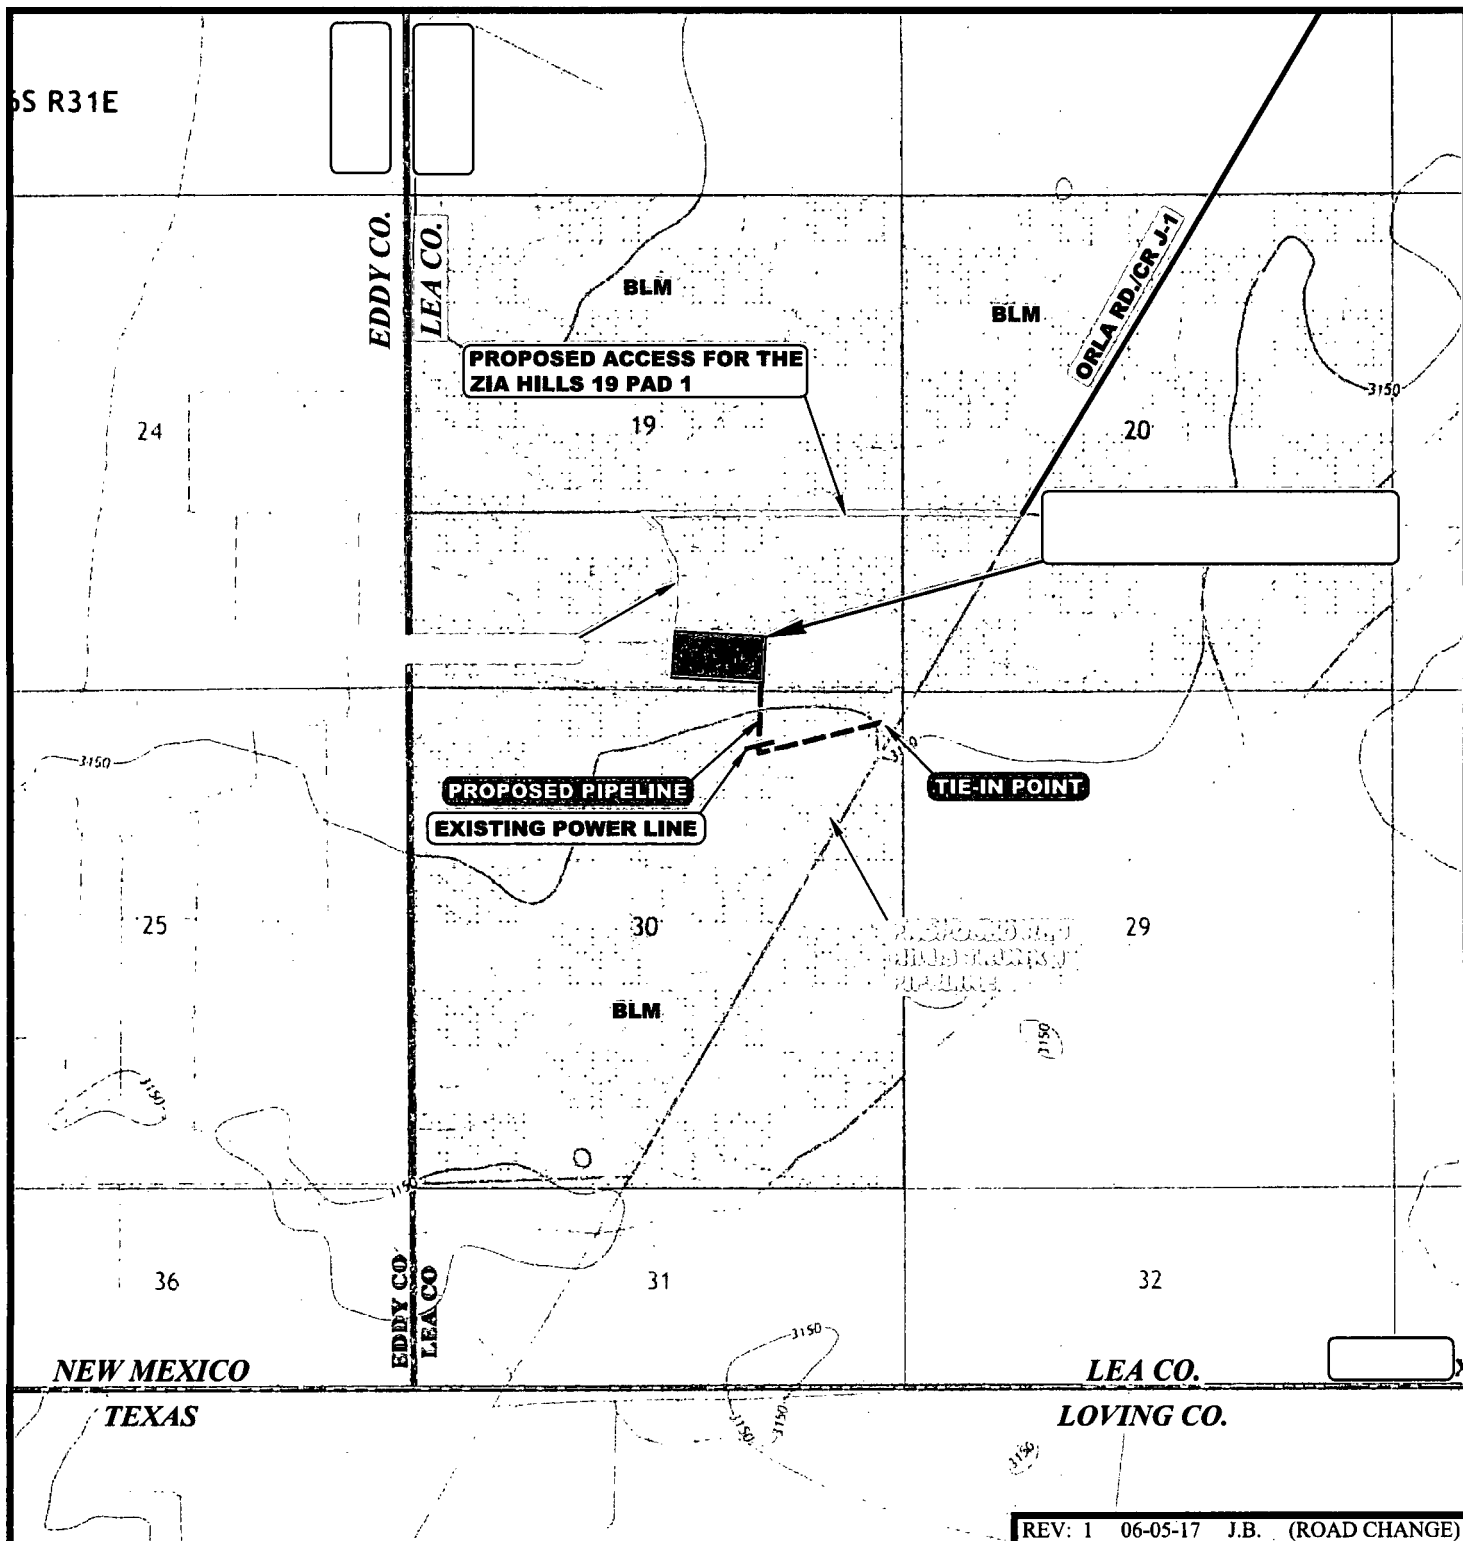 S R31E
EDDY CO.
LEA CO.
BLM
BLM
ORLA RD./CR J-1
PROPOSED ACCESS FOR THE
ZIA HILLS 19 PAD 1
3150
24
19
20
3150
3150
PROPOSED PIPELINE
TIE-IN POINT
EXISTING POWER LINE
25
30
29
PIPELINE
BLM
3150
3150
3150
36
31
32
EDDY CO
LEA CO
3150
NEW MEXICO
LEA CO.
TEXAS
LOVING CO.
3150
3150
3150
REV: 1 06-05-17 J.B. (ROAD CHANGE)